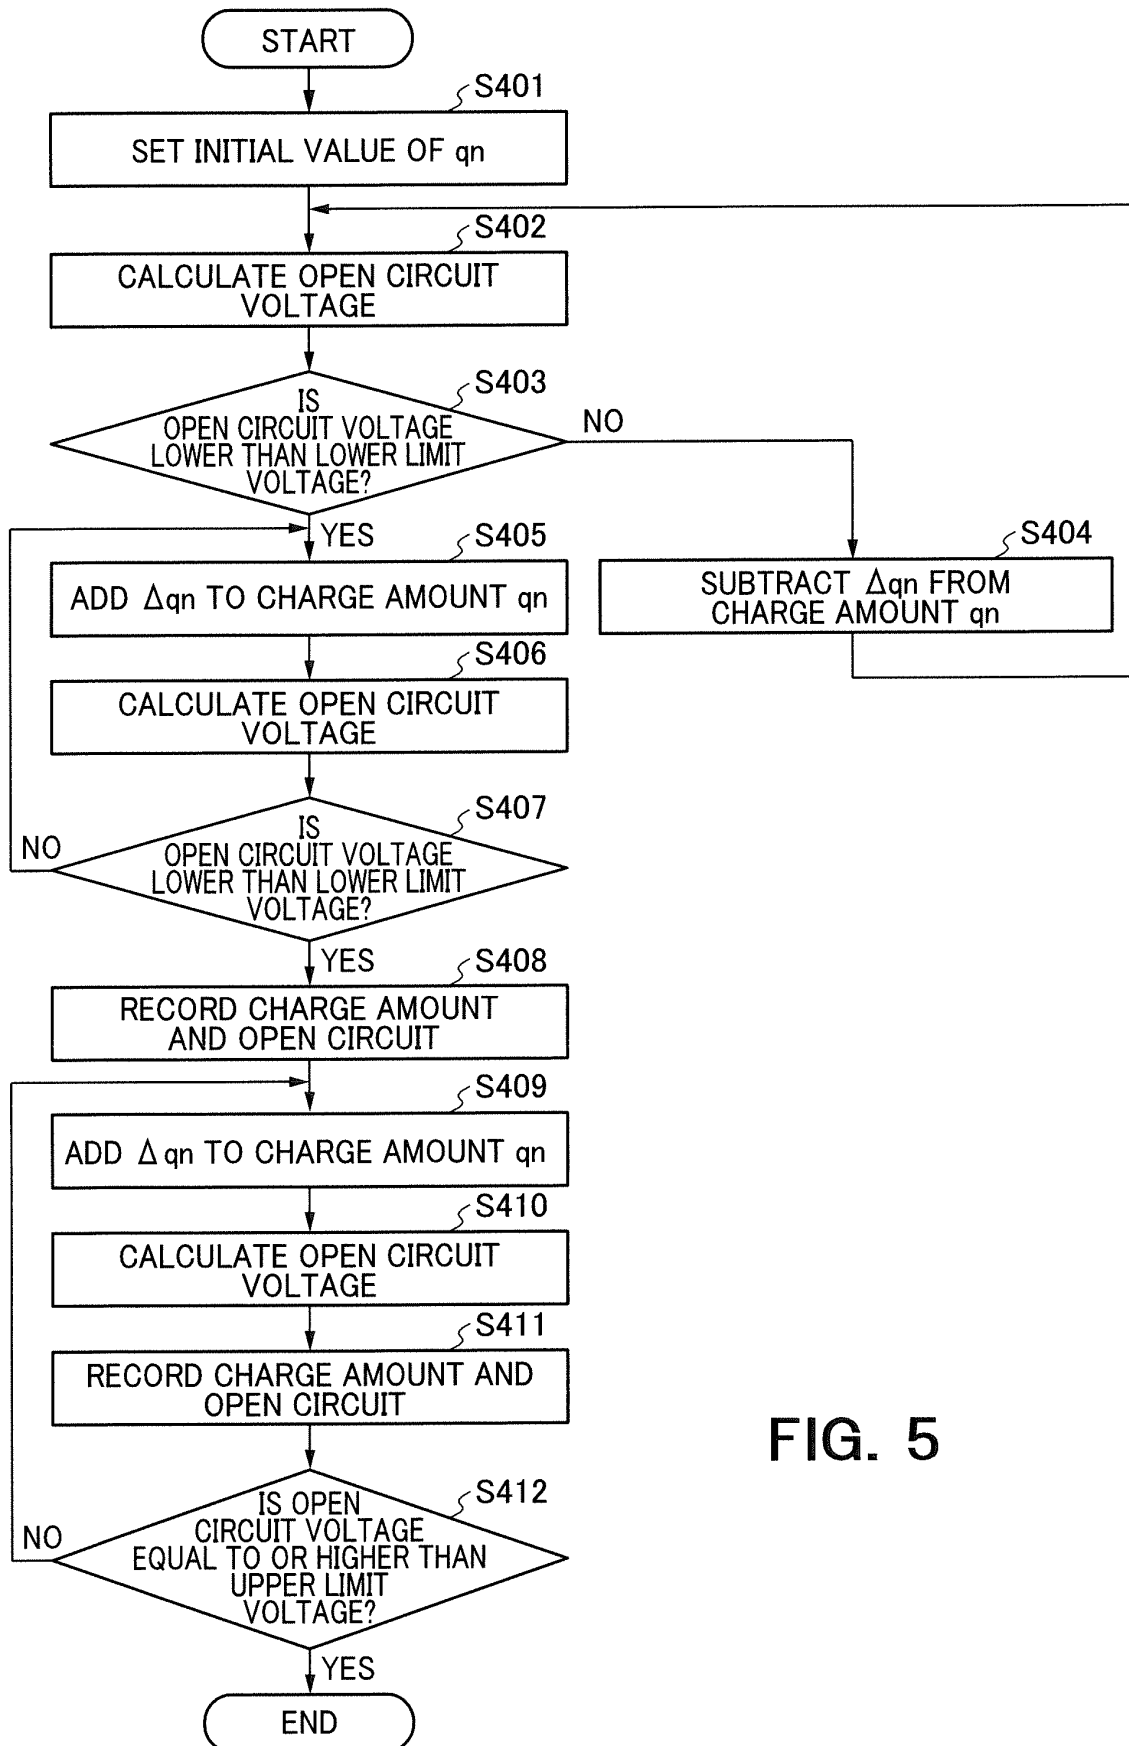 START
S401
SET INITIAL VALUE OF qn
S402
CALCULATE OPEN CIRCUIT
VOLTAGE
S403
IS
OPEN CIRCUIT VOLTAGE
LOWER THAN LOWER LIMIT
VOLTAGE?
NO
YES
S404
SUBTRACT Δqn FROM
CHARGE AMOUNT qn
S405
ADD Δqn TO CHARGE AMOUNT qn
S406
CALCULATE OPEN CIRCUIT
VOLTAGE
S407
IS
OPEN CIRCUIT VOLTAGE
LOWER THAN LOWER LIMIT
VOLTAGE?
NO
YES
S408
RECORD CHARGE AMOUNT
AND OPEN CIRCUIT
S409
ADD Δqn TO CHARGE AMOUNT qn
S410
CALCULATE OPEN CIRCUIT
VOLTAGE
S411
RECORD CHARGE AMOUNT AND
OPEN CIRCUIT
S412
IS OPEN
CIRCUIT VOLTAGE
EQUAL TO OR HIGHER THAN
UPPER LIMIT
VOLTAGE?
NO
YES
END
FIG. 5